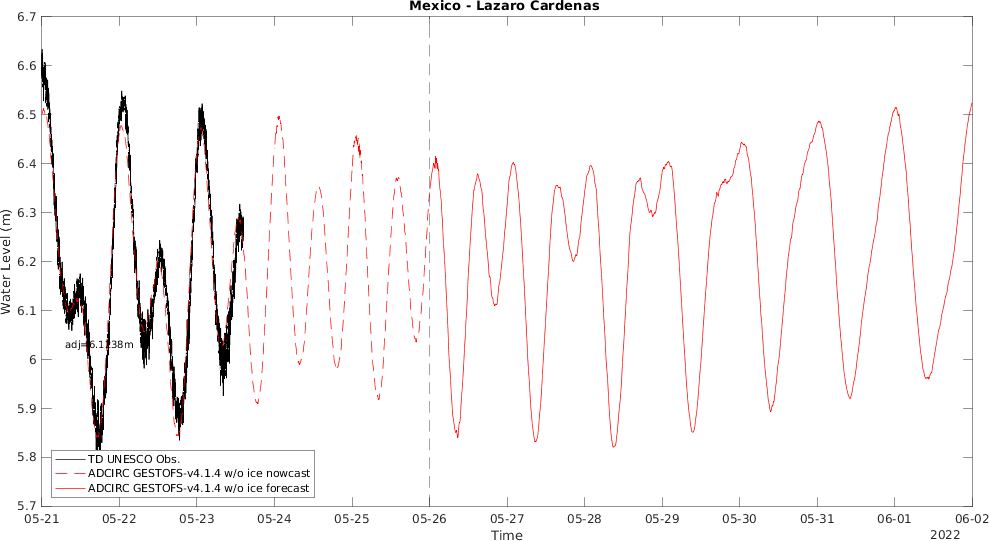 Mexico - Lazaro Cardenas
6.7
6.6
6.5
6.4
6.3
6.2
6.1
6
5.9
5.8
5.7
Water Level (m)
adj=6.1238m
TD UNESCO Obs.
ADCIRC GESTOFS-v4.1.4 w/o ice nowcast
ADCIRC GESTOFS-v4.1.4 w/o ice forecast
05-21 05-22 05-23 05-24 05-25 05-26 05-27 05-28 05-29 05-30 05-31 06-01 06-02
Time
2022